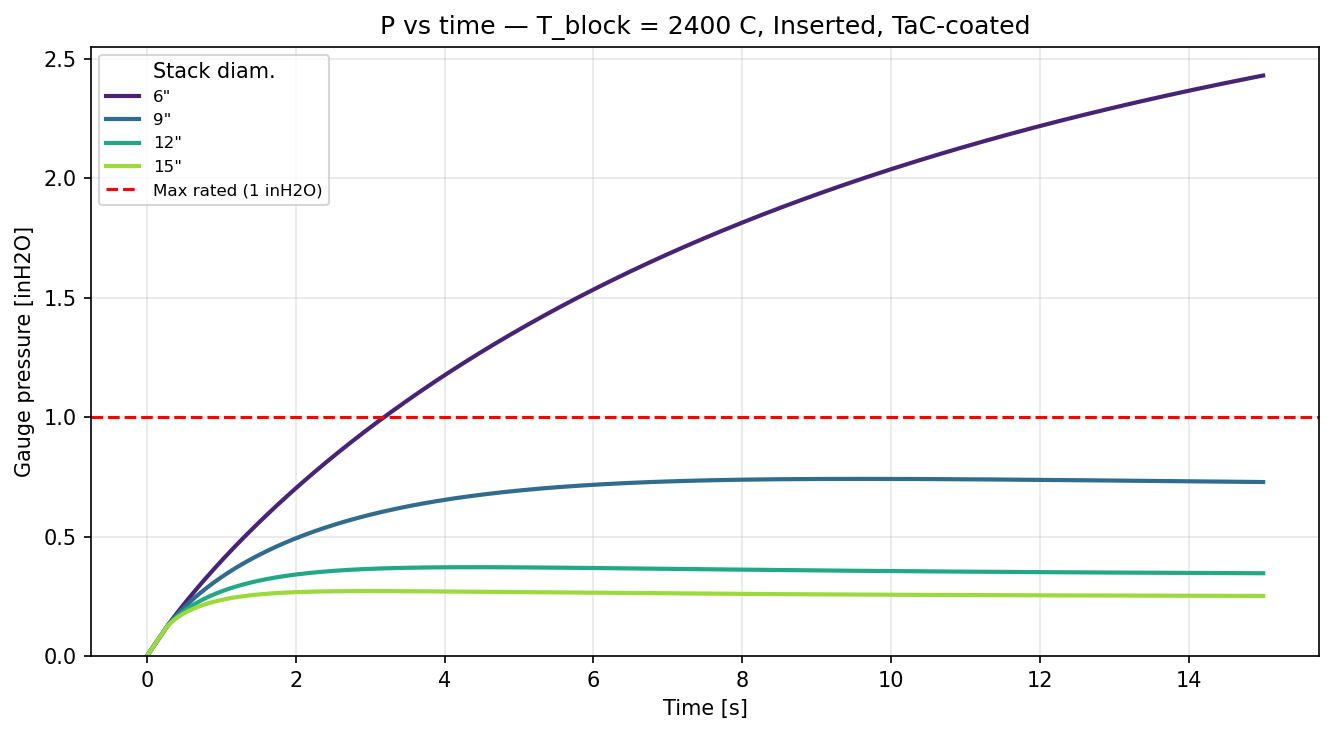 P vs time — T_block = 2400 C, Inserted, TaC-coated
Gauge pressure [inH2O]
2.5
2.0
1.5
1.0
0.5
0.0
Stack diam.
6"
9"
12"
15"
Max rated (1 inH2O)
0 2 4 6 8 10 12 14
Time [s]